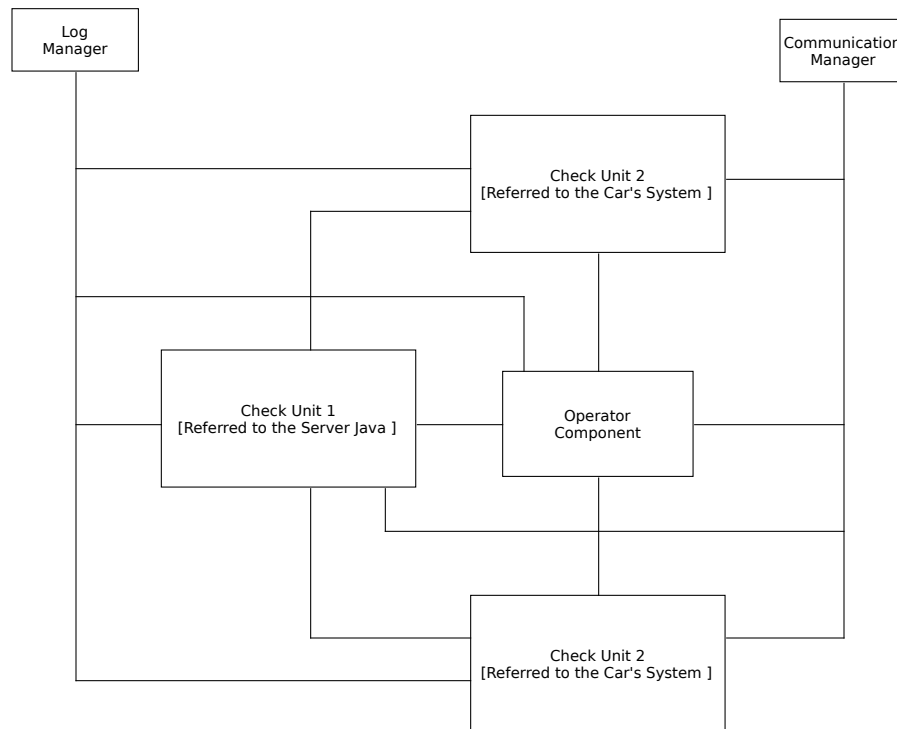 Log
Manager
Communication
Manager
Check Unit 2
[Referred to the Car's System ]
Check Unit 1
[Referred to the Server Java ]
Operator
Component
Check Unit 2
[Referred to the Car's System ]